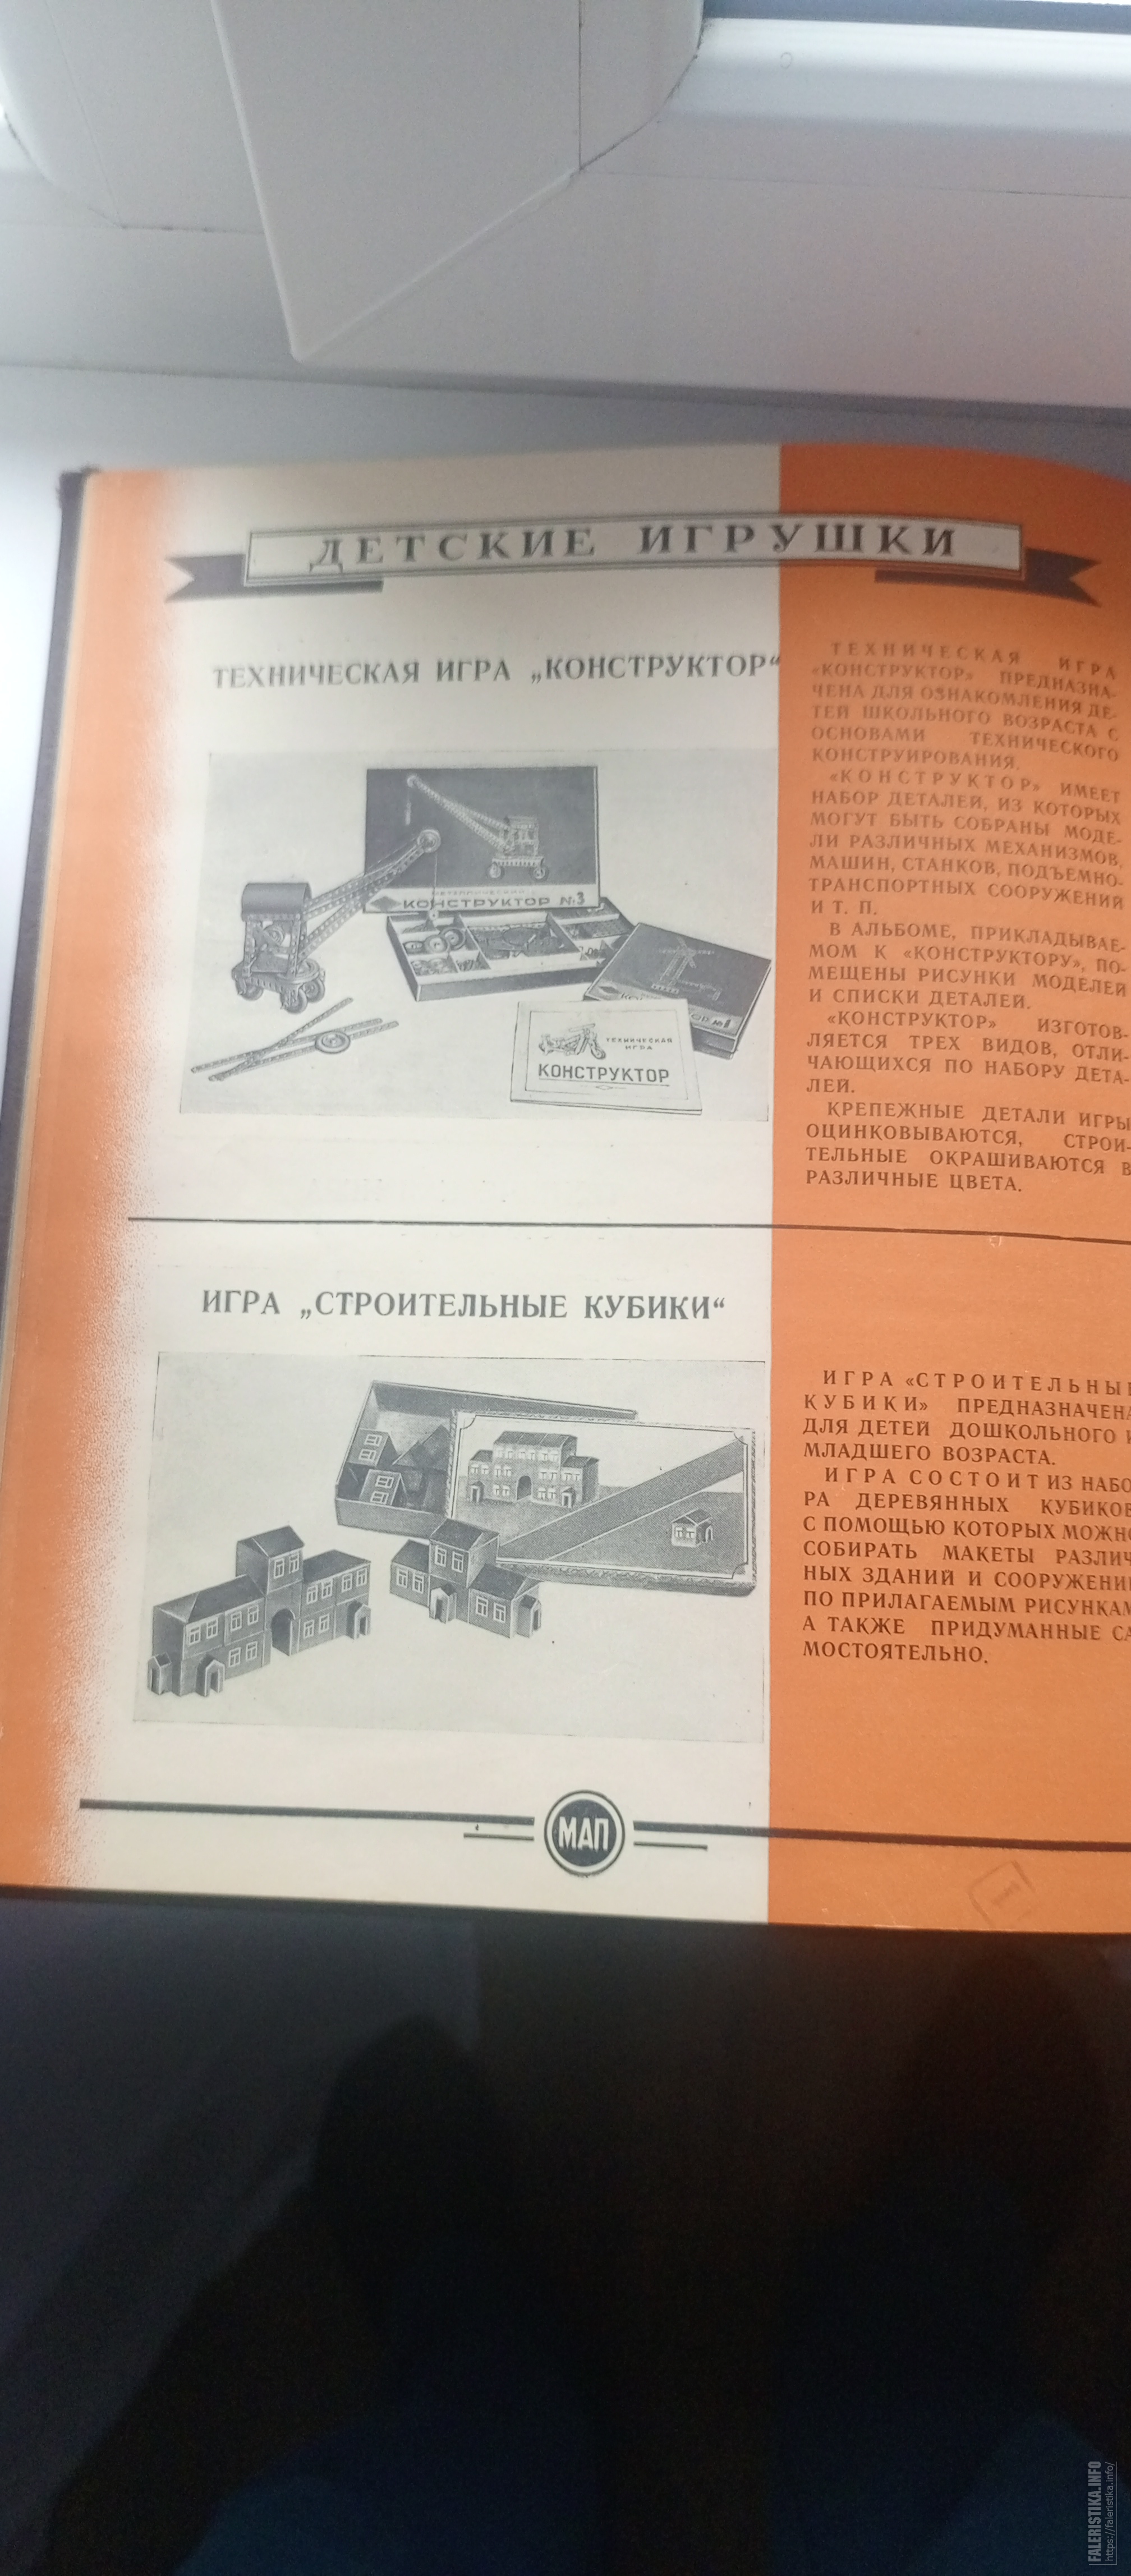 ДЕТСКИЕ ИГРУШКИ
ТЕХНИЧЕСКАЯ ИГРА „КОНСТРУКТОР“
КОНСТРУКТОР №3
ТЕХНИЧЕСКАЯ
ИГРА
КОНСТРУКТОР
ТЕХНИЧЕСКАЯ ИГРА
«КОНСТРУКТОР» ПРЕДНАЗНА-
ЧЕНА ДЛЯ ОЗНАКОМЛЕНИЯ ДЕ-
ТЕЙ ШКОЛЬНОГО ВОЗРАСТА С
ОСНОВАМИ ТЕХНИЧЕСКОГО
КОНСТРУИРОВАНИЯ.
«КОНСТРУКТОР» ИМЕЕТ
НАБОР ДЕТАЛЕЙ, ИЗ КОТОРЫХ
МОГУТ БЫТЬ СОБРАНЫ МОДЕ-
ЛИ РАЗЛИЧНЫХ МЕХАНИЗМОВ,
МАШИН, СТАНКОВ, ПОДЪЕМНО-
ТРАНСПОРТНЫХ СООРУЖЕНИЙ
И Т. П.
В АЛЬБОМЕ, ПРИКЛАДЫВАЕ-
МОМ К «КОНСТРУКТОРУ», ПО-
МЕЩЕНЫ РИСУНКИ МОДЕЛЕЙ
И СПИСКИ ДЕТАЛЕЙ.
«КОНСТРУКТОР» ИЗГОТОВ-
ЛЯЕТСЯ ТРЕХ ВИДОВ, ОТЛИ-
ЧАЮЩИХСЯ ПО НАБОРУ ДЕТА-
ЛЕЙ.
КРЕПЕЖНЫЕ ДЕТАЛИ ИГРЫ
ОЦИНКОВЫВАЮТСЯ, СТРОИ-
ТЕЛЬНЫЕ ОКРАШИВАЮТСЯ В
РАЗЛИЧНЫЕ ЦВЕТА.
ИГРА „СТРОИТЕЛЬНЫЕ КУБИКИ“
ИГРА «СТРОИТЕЛЬНЫЕ
КУБИКИ» ПРЕДНАЗНАЧЕНА
ДЛЯ ДЕТЕЙ ДОШКОЛЬНОГО И
МЛАДШЕГО ВОЗРАСТА.
ИГРА СОСТОИТ ИЗ НАБО
РА ДЕРЕВЯННЫХ КУБИКОВ
С ПОМОЩЬЮ КОТОРЫХ МОЖНО
СОБИРАТЬ МАКЕТЫ РАЗЛИЧ
НЫХ ЗДАНИЙ И СООРУЖЕНИЙ
ПО ПРИЛАГАЕМЫМ РИСУНКАМ
А ТАКЖЕ ПРИДУМАННЫЕ СА
МОСТОЯТЕЛЬНО.
МАП
FALERISTIKA.INFO
https://faleristika.info/